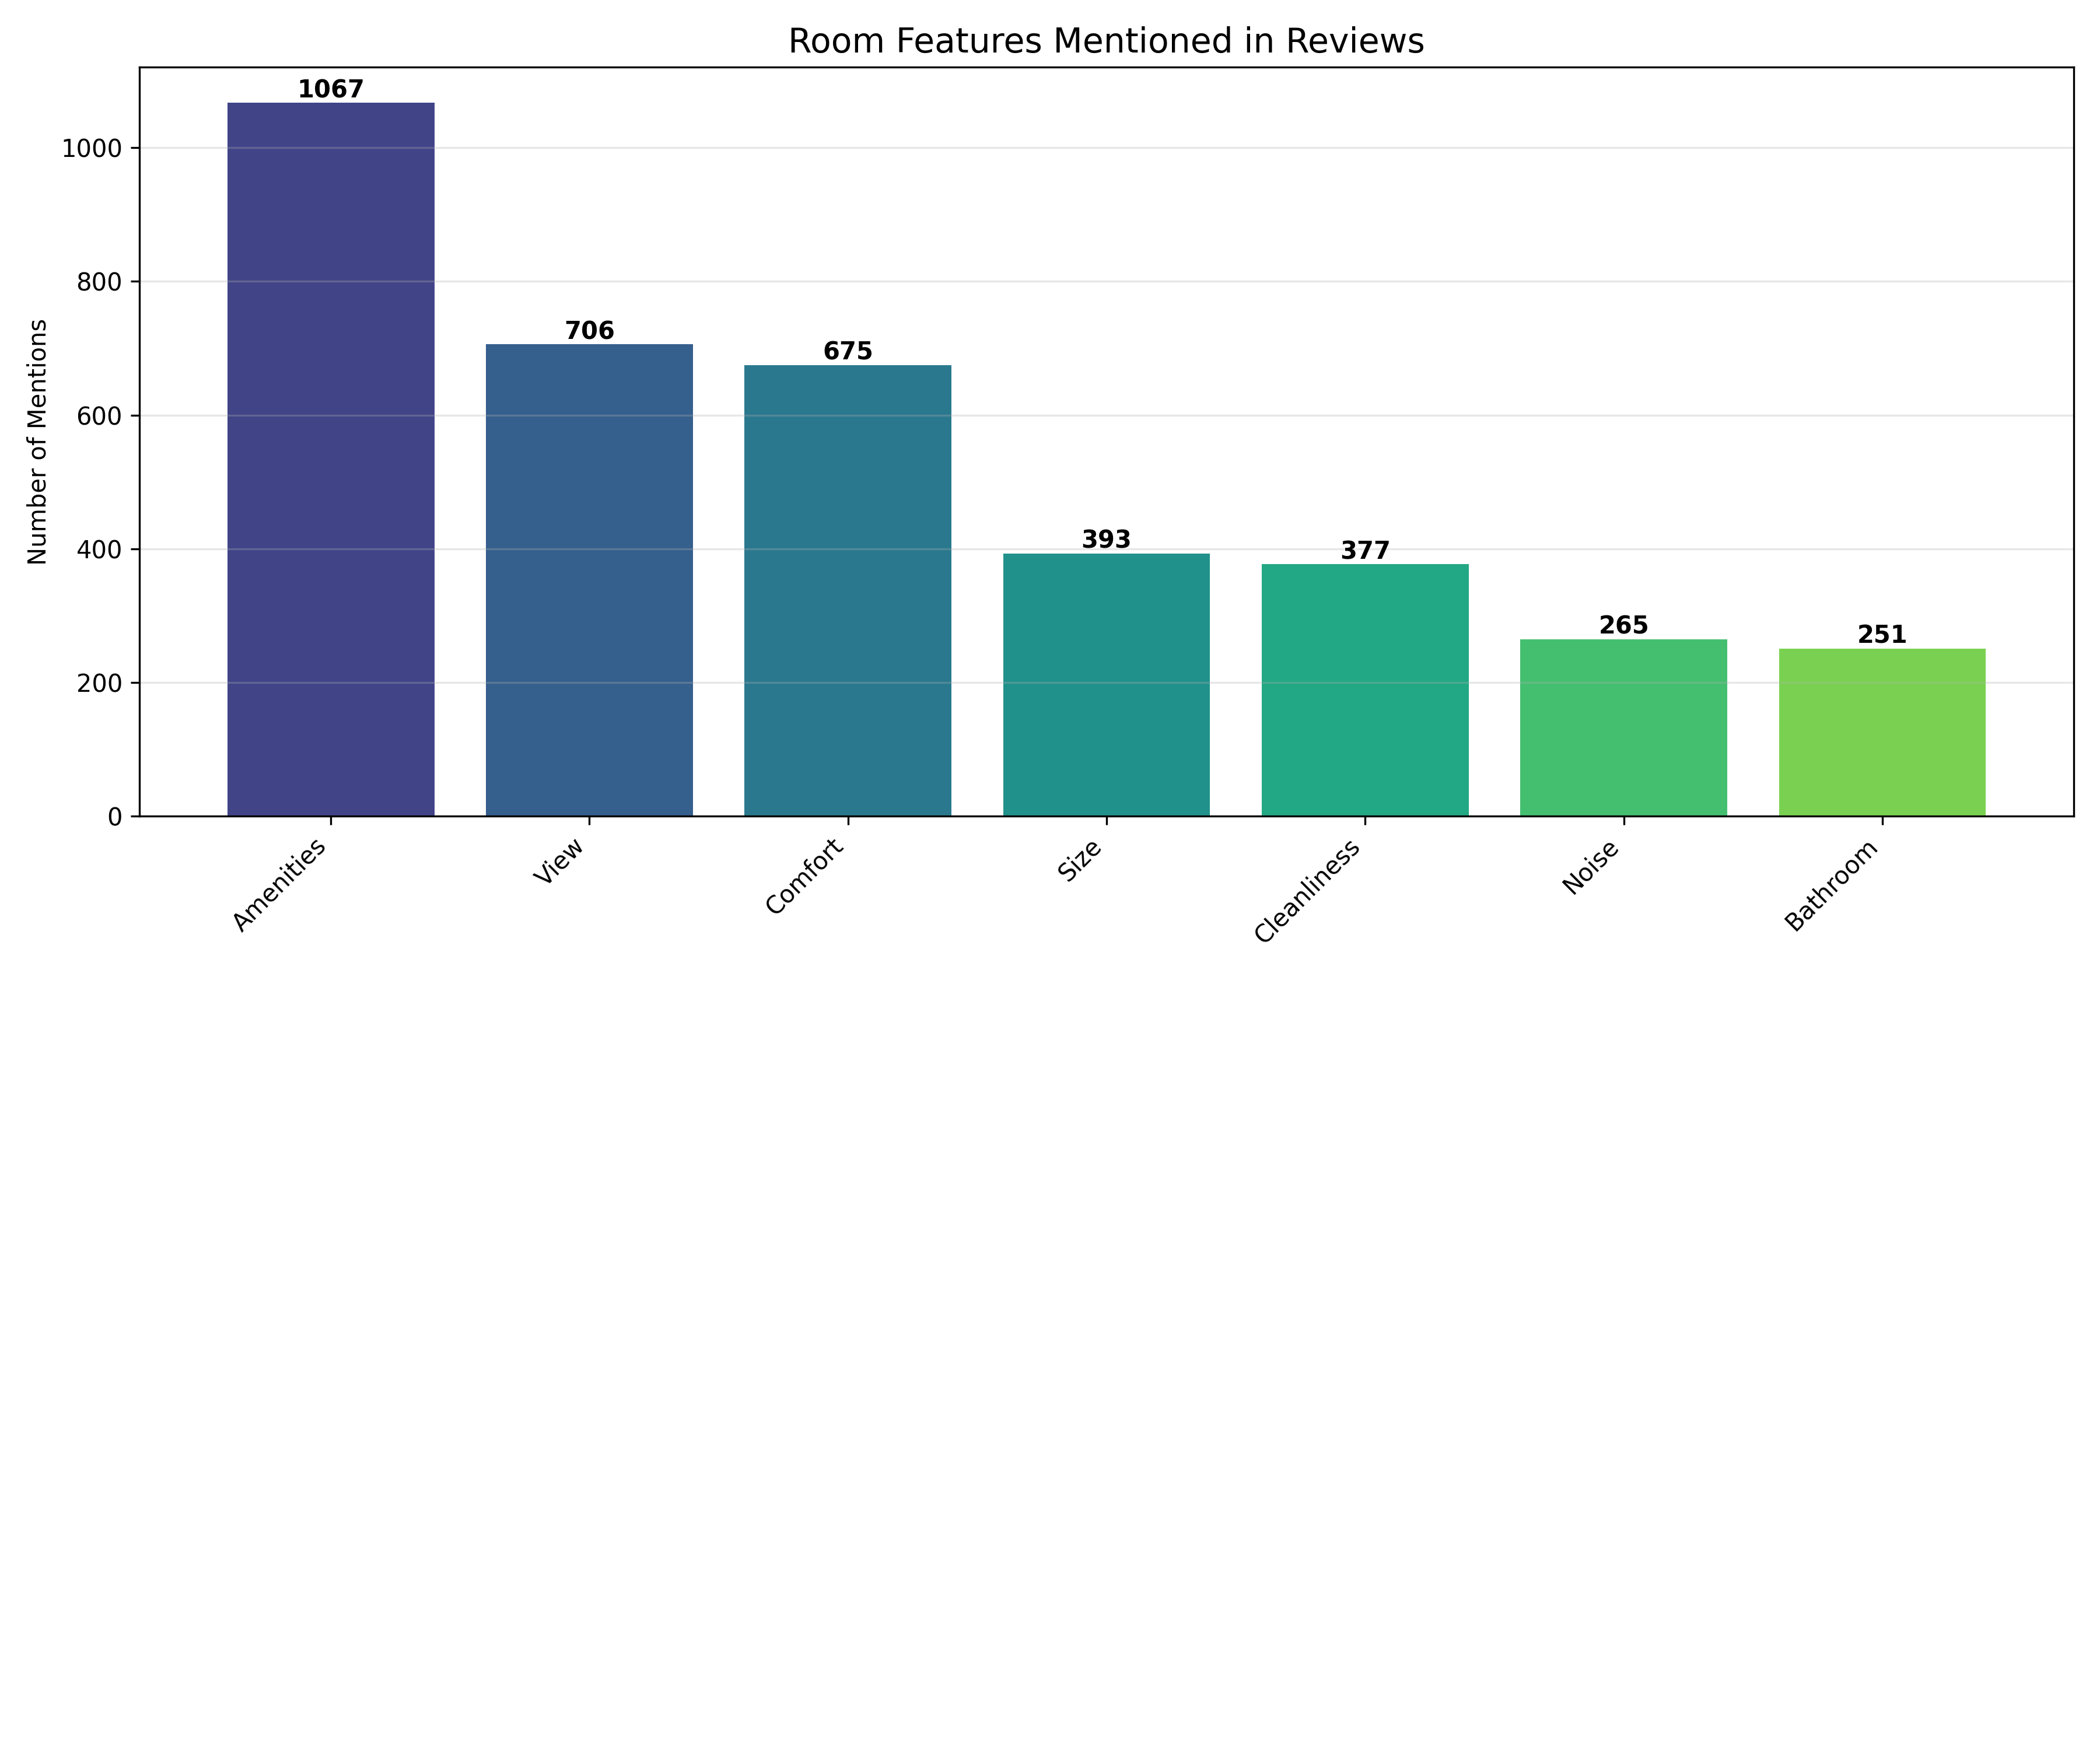 Room Features Mentioned in Reviews
Number of Mentions
1000
800
600
400
200
0
1067
706
675
393
377
265
251
Amenities
View
Comfort
Size
Cleanliness
Noise
Bathroom